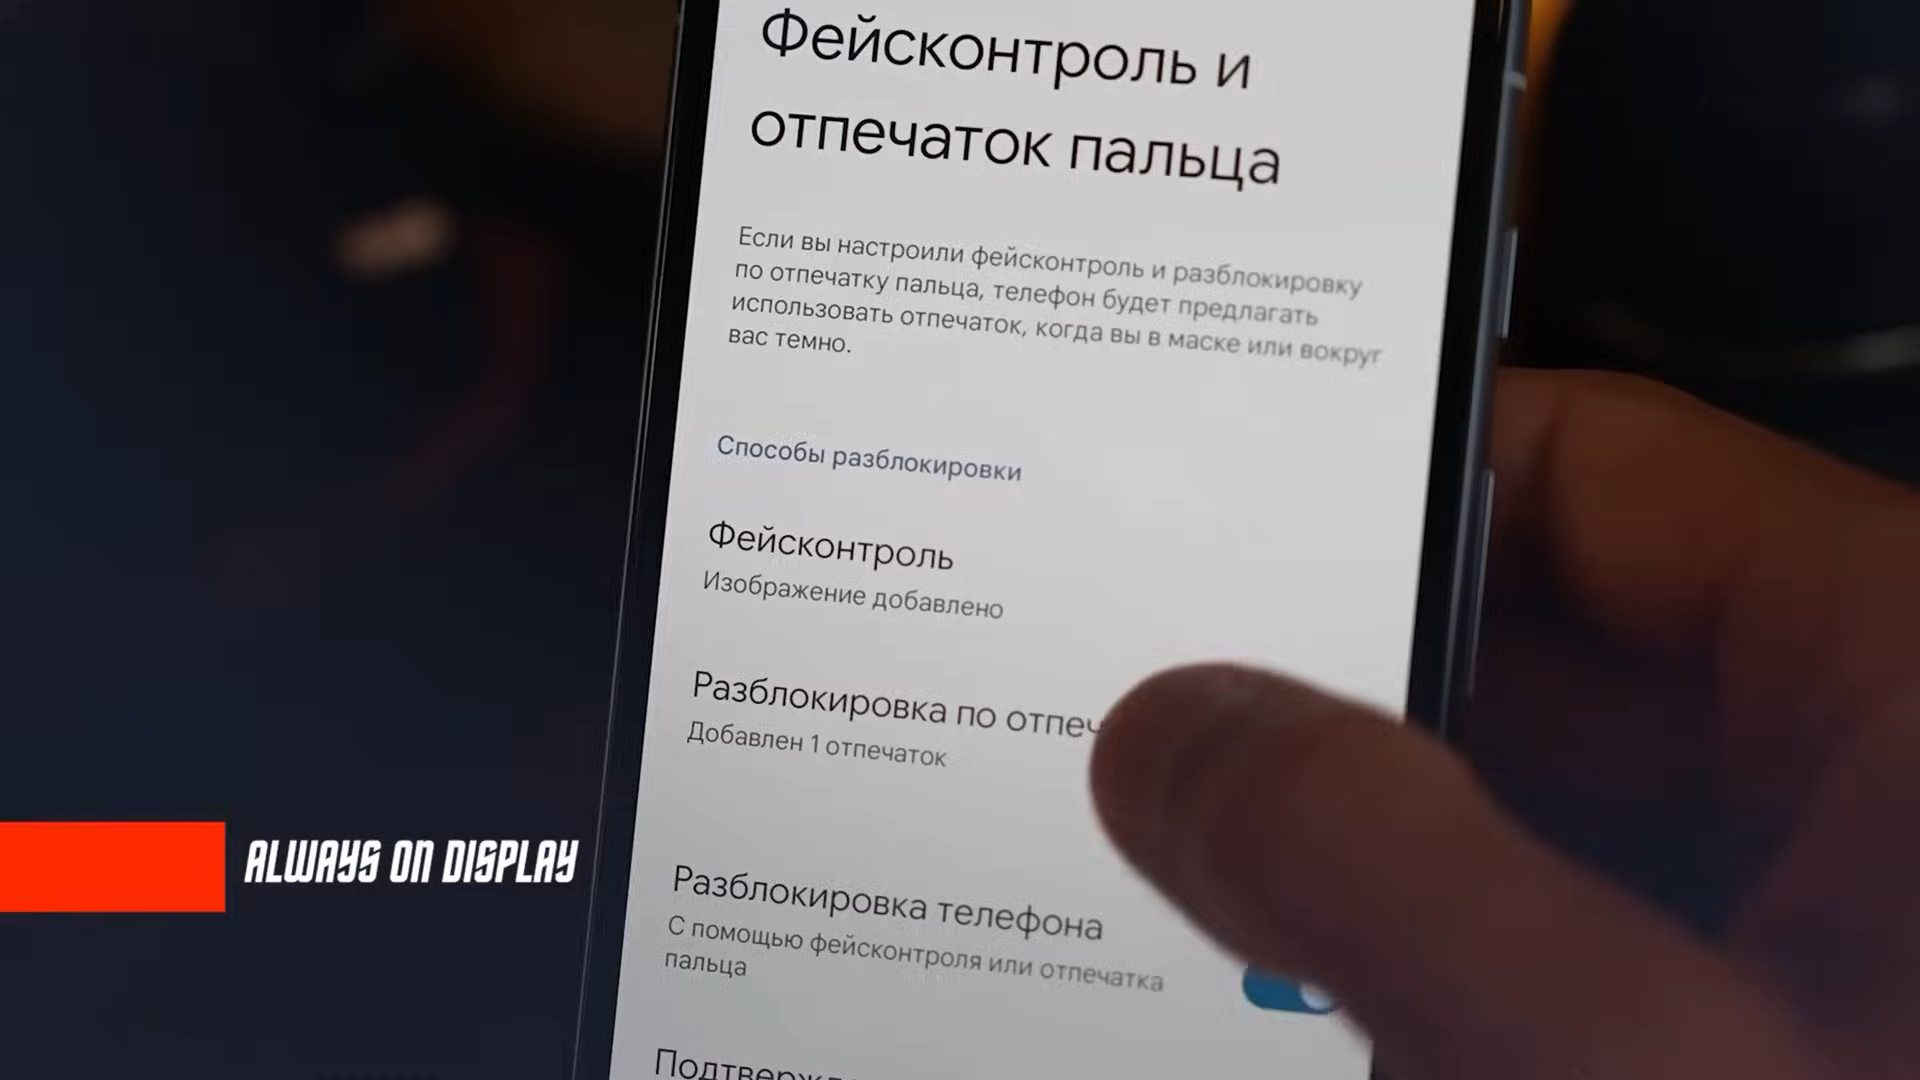 Фейсконтроль и
отпечаток пальца
Если вы настроили фейсконтроль и разблокировку
по отпечатку пальца, телефон будет предлагать
использовать отпечаток, когда вы в маске или вокруг
вас темно.
Способы разблокировки
Фейсконтроль
Изображение добавлено
Разблокировка по
Добавлен 1 отпечаток
Разблокировка телефона
С помощью фейсконтроля или отпечатка
пальца
ALWAYS ON DISPLAY